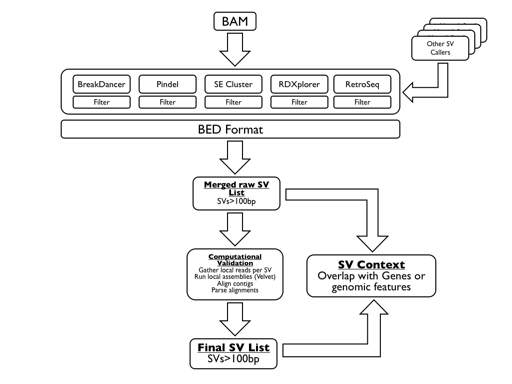 BAM
Other SV
Callers
BreakDancer
Pindel
SE Cluster
RDXplorer
RetroSeq
Filter
Filter
Filter
Filter
Filter
BED Format
Merged raw SV
List
SVs>100bp
Computational
Validation
Gather local reads per SV
Run local assemblies (Velvet)
Align contigs
Parse alignments
SV Context
Overlap with Genes or
genomic features
Final SV List
SVs>100bp